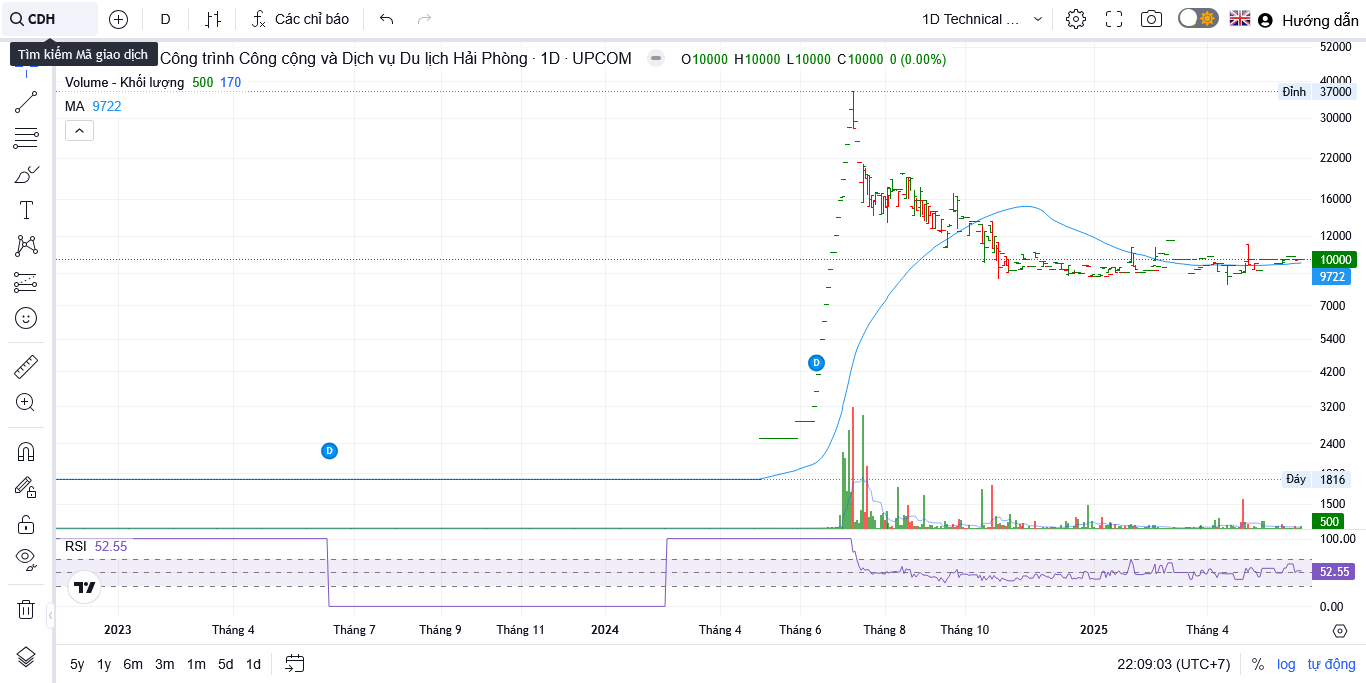 CDH
D
Các chỉ báo
1D Technical ...
Hướng dẫn
Tìm kiếm Mã giao dịch
Công trình Công cộng và Dịch vụ Du lịch Hải Phòng · 1D · UPCOM
O10000 H10000 L10000 C10000 0 (0.00%)
Volume - Khối lượng 500 170
MA 9722
52000
40000
Đỉnh 37000
30000
22000
16000
12000
10000
9722
7000
5400
D
4200
3200
2400
D
Đáy 1816
1500
500
RSI 52.55
100.00
52.55
0.00
2023 Tháng 4 Tháng 7 Tháng 9 Tháng 11 2024 Tháng 4 Tháng 6 Tháng 8 Tháng 10 2025 Tháng 4
5y 1y 6m 3m 1m 5d 1d
22:09:03 (UTC+7) % log tự động